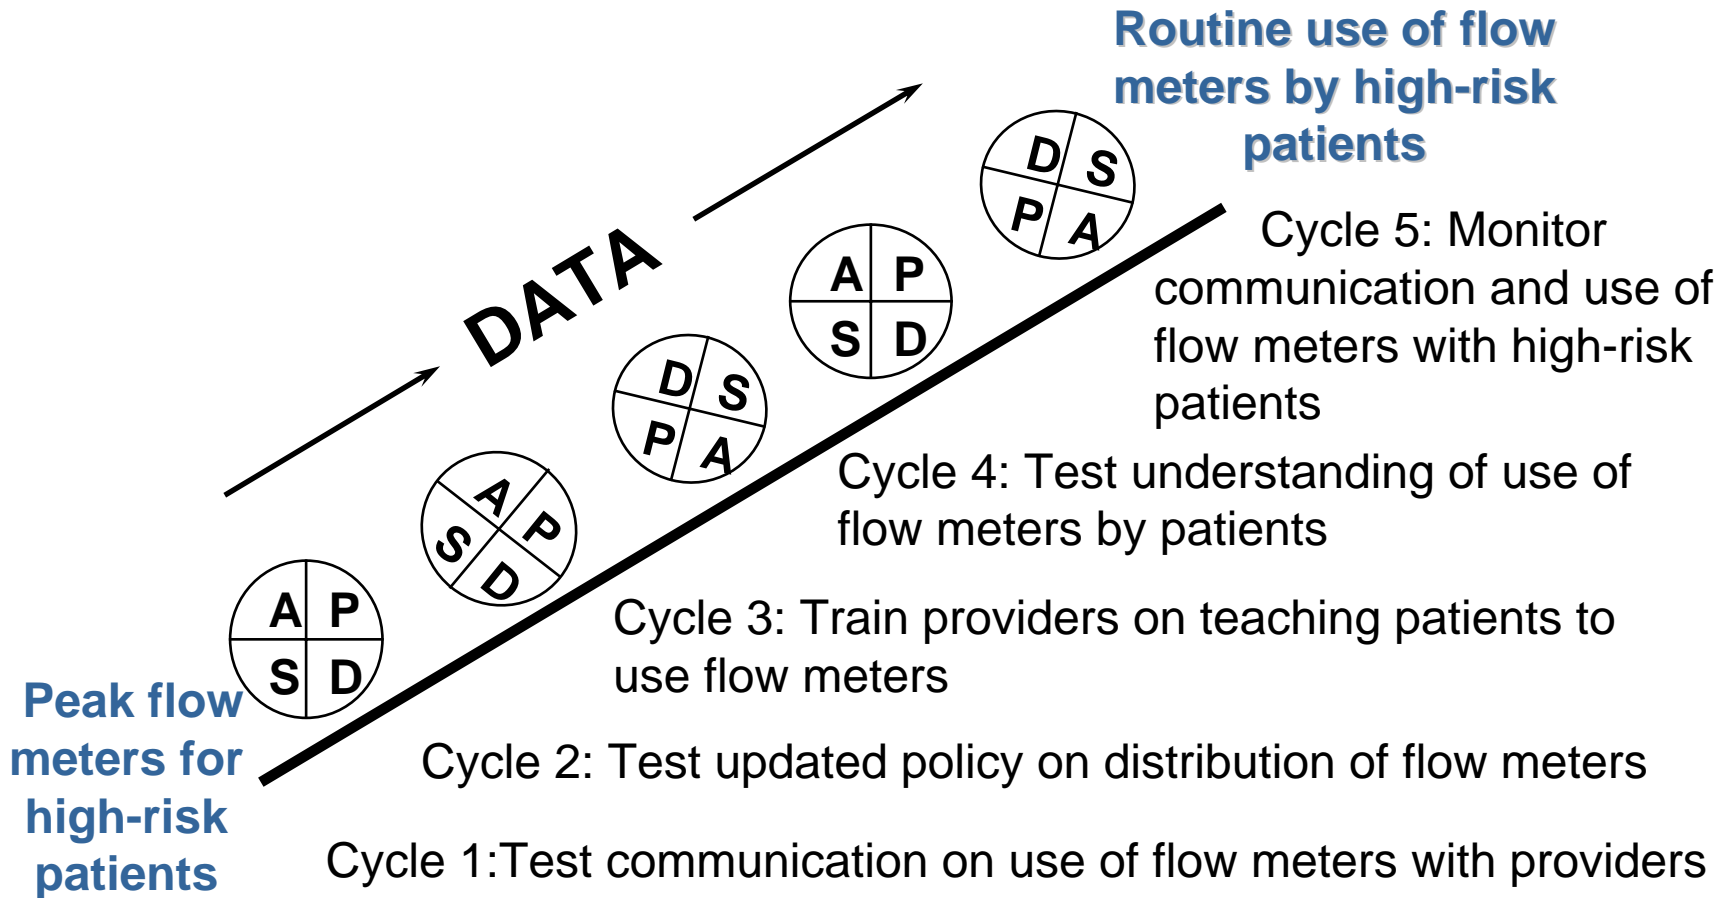 Routine use of flow
meters by high-risk
patients
D S
P A
DATA
A P
S D
Cycle 5: Monitor
communication and use of
flow meters with high-risk
patients
D S
P A
Cycle 4: Test understanding of use of
flow meters by patients
A P
S D
A P
S D
Cycle 3: Train providers on teaching patients to
use flow meters
Peak flow
meters for
high-risk
patients
Cycle 2: Test updated policy on distribution of flow meters
Cycle 1:Test communication on use of flow meters with providers